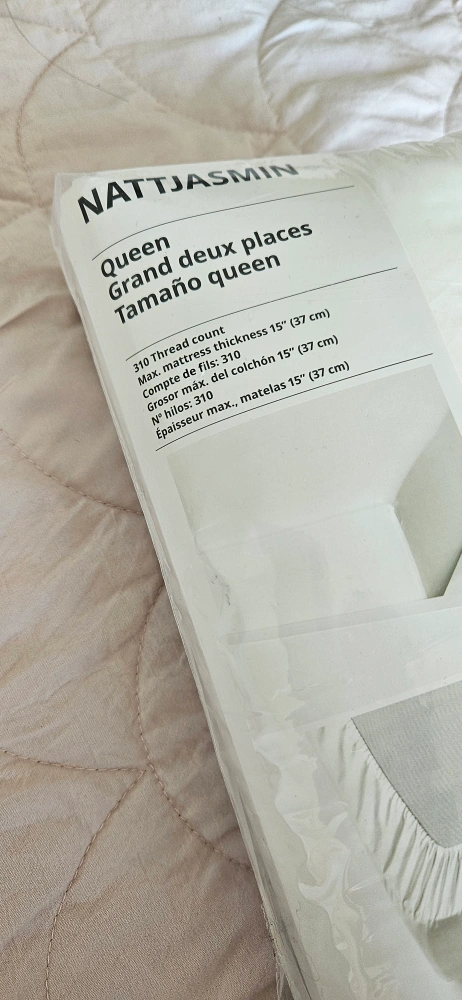 NATTJASMIN
Queen
Grand deux places
Tamaño queen
310 Thread count
Max. mattress thickness 15” (37 cm)
Compte de fils: 310
Grosor máx. del colchón 15” (37 cm)
Nº hilos: 310
Épaisseur max., matelas 15” (37 cm)